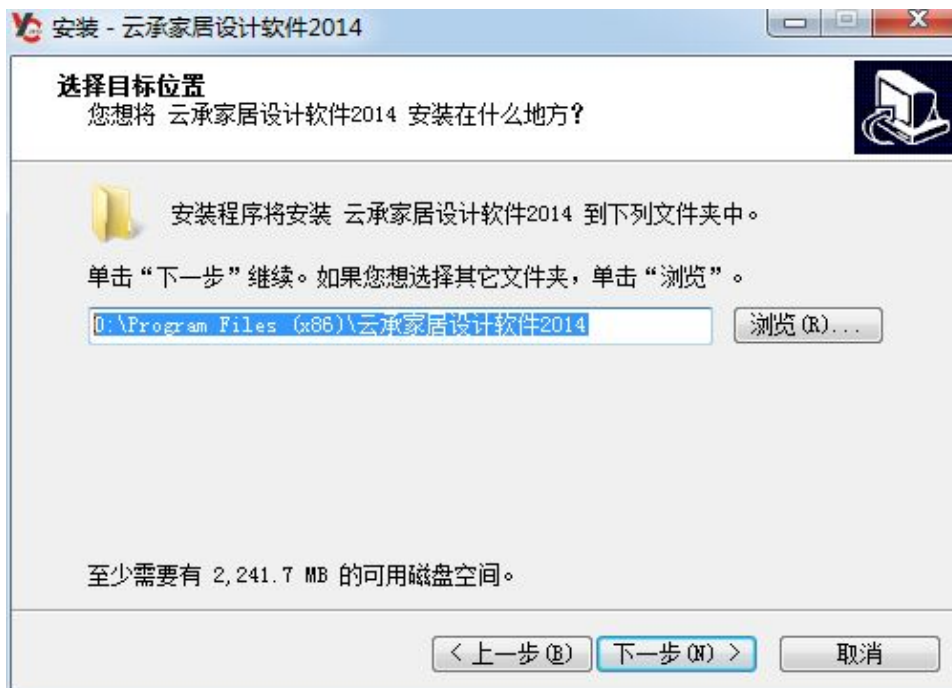 安装 - 云承家居设计软件2014
选择目标位置
您想将 云承家居设计软件2014 安装在什么地方?
安装程序将安装 云承家居设计软件2014 到下列文件夹中。
单击“下一步”继续。如果您想选择其它文件夹，单击“浏览”。
D:\Program Files (x86)\云承家居设计软件2014
浏览(R)...
至少需要有 2,241.7 MB 的可用磁盘空间。
< 上一步(B)
下一步(N) >
取消